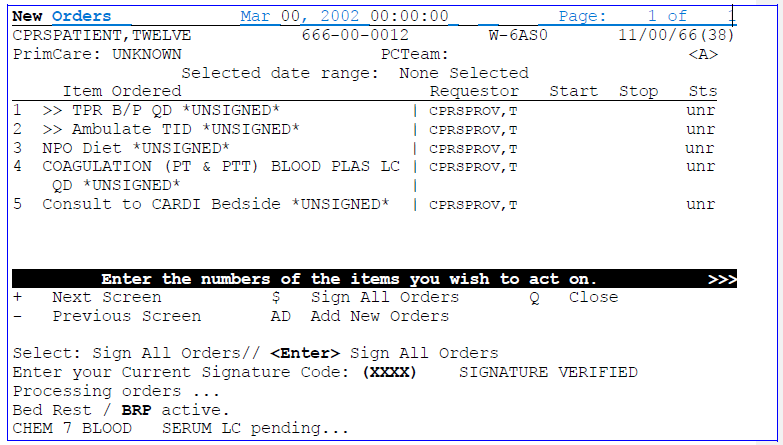 New Orders Mar 00, 2002 00:00:00 Page: 1 of 1
CPRSPATIENT,TWELVE 666-00-0012 W-6ASO 11/00/66(38)
PrimCare: UNKNOWN PCTeam: <A>
Selected date range: None Selected
Item Ordered Requestor Start Stop Sts
1 >> TPR B/P QD *UNSIGNED* | CPRSPROV,T unr
2 >> Ambulate TID *UNSIGNED* | CPRSPROV,T unr
3 NPO Diet *UNSIGNED* | CPRSPROV,T unr
4 COAGULATION (PT & PTT) BLOOD PLAS LC | CPRSPROV,T unr
QD *UNSIGNED* |
5 Consult to CARDI Bedside *UNSIGNED* | CPRSPROV,T unr
Enter the numbers of the items you wish to act on. >>>
+ Next Screen $ Sign All Orders Q Close
- Previous Screen AD Add New Orders
Select: Sign All Orders// <Enter> Sign All Orders
Enter your Current Signature Code: (XXXX) SIGNATURE VERIFIED
Processing orders ...
Bed Rest / BRP active.
CHEM 7 BLOOD SERUM LC pending...